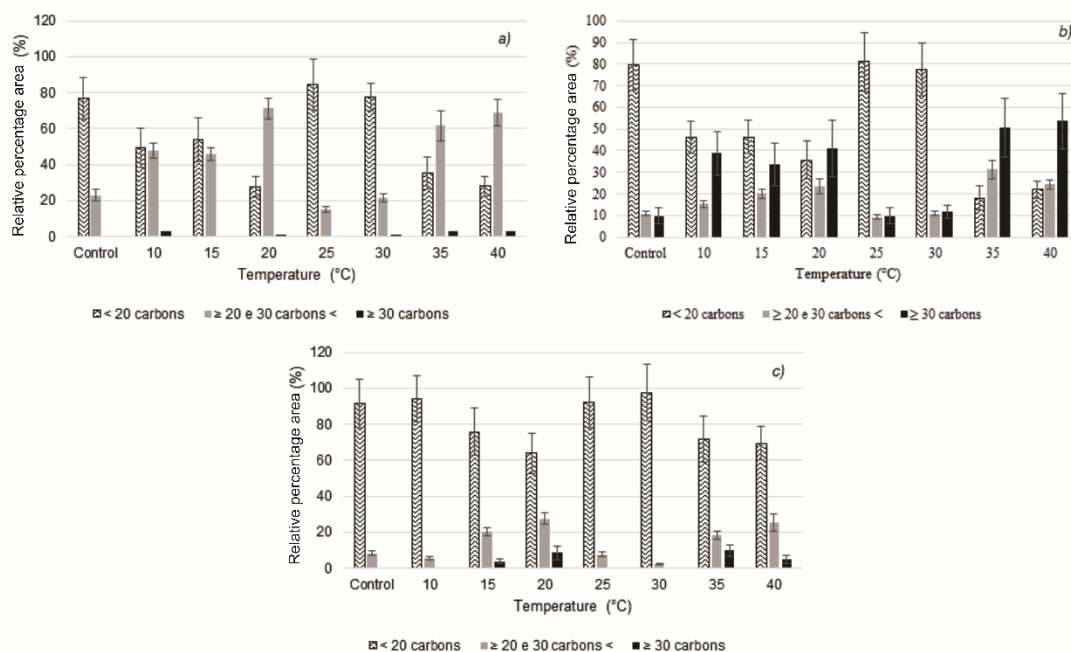 a)
Relative percentage area (%)
120
100
80
60
40
20
0
Control 10 15 20 25 30 35 40
Temperature (°C)
< 20 carbons ≥ 20 e 30 carbons < ≥ 30 carbons
b)
Relative percentage area (%)
100
90
80
70
60
50
40
30
20
10
0
Control 10 15 20 25 30 35 40
Temperature (°C)
< 20 carbons ≥ 20 e 30 carbons < ≥ 30 carbons
c)
Relative percentage area (%)
120
100
80
60
40
20
0
Control 10 15 20 25 30 35 40
Temperature (°C)
< 20 carbons ≥ 20 e 30 carbons < ≥ 30 carbons